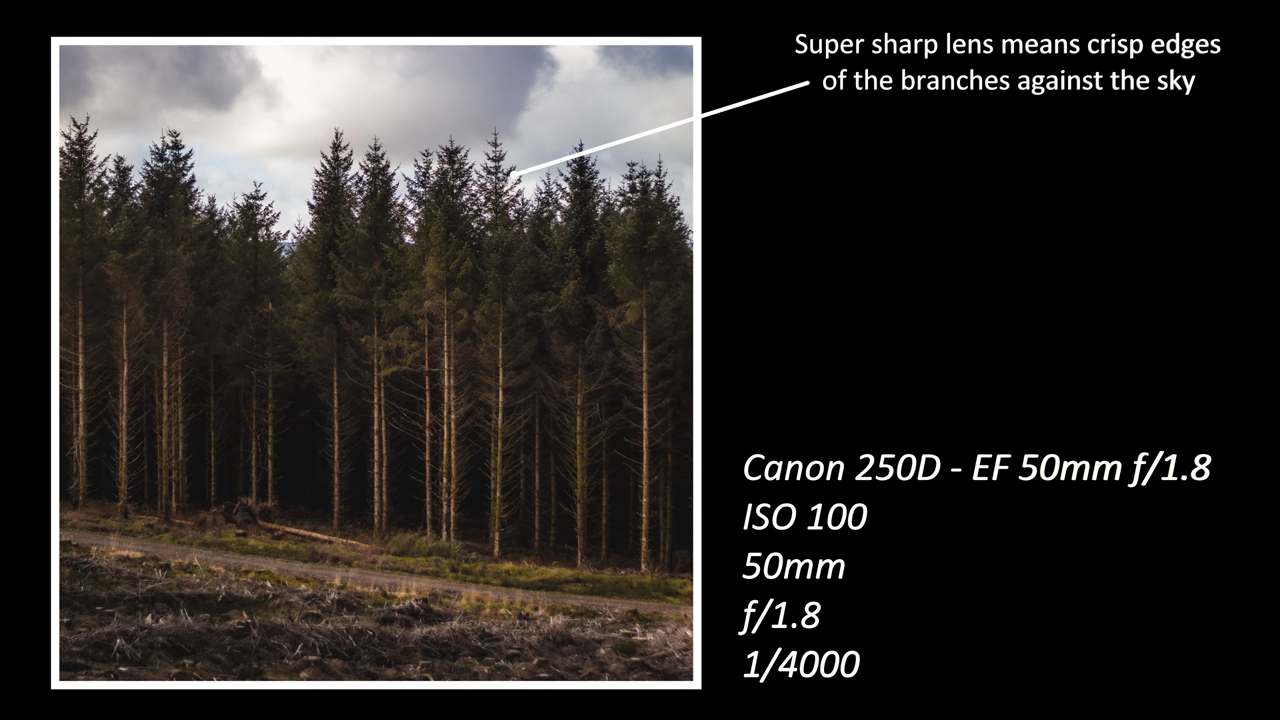 Super sharp lens means crisp edges
of the branches against the sky
Canon 250D - EF 50mm f/1.8
ISO 100
50mm
f/1.8
1/4000